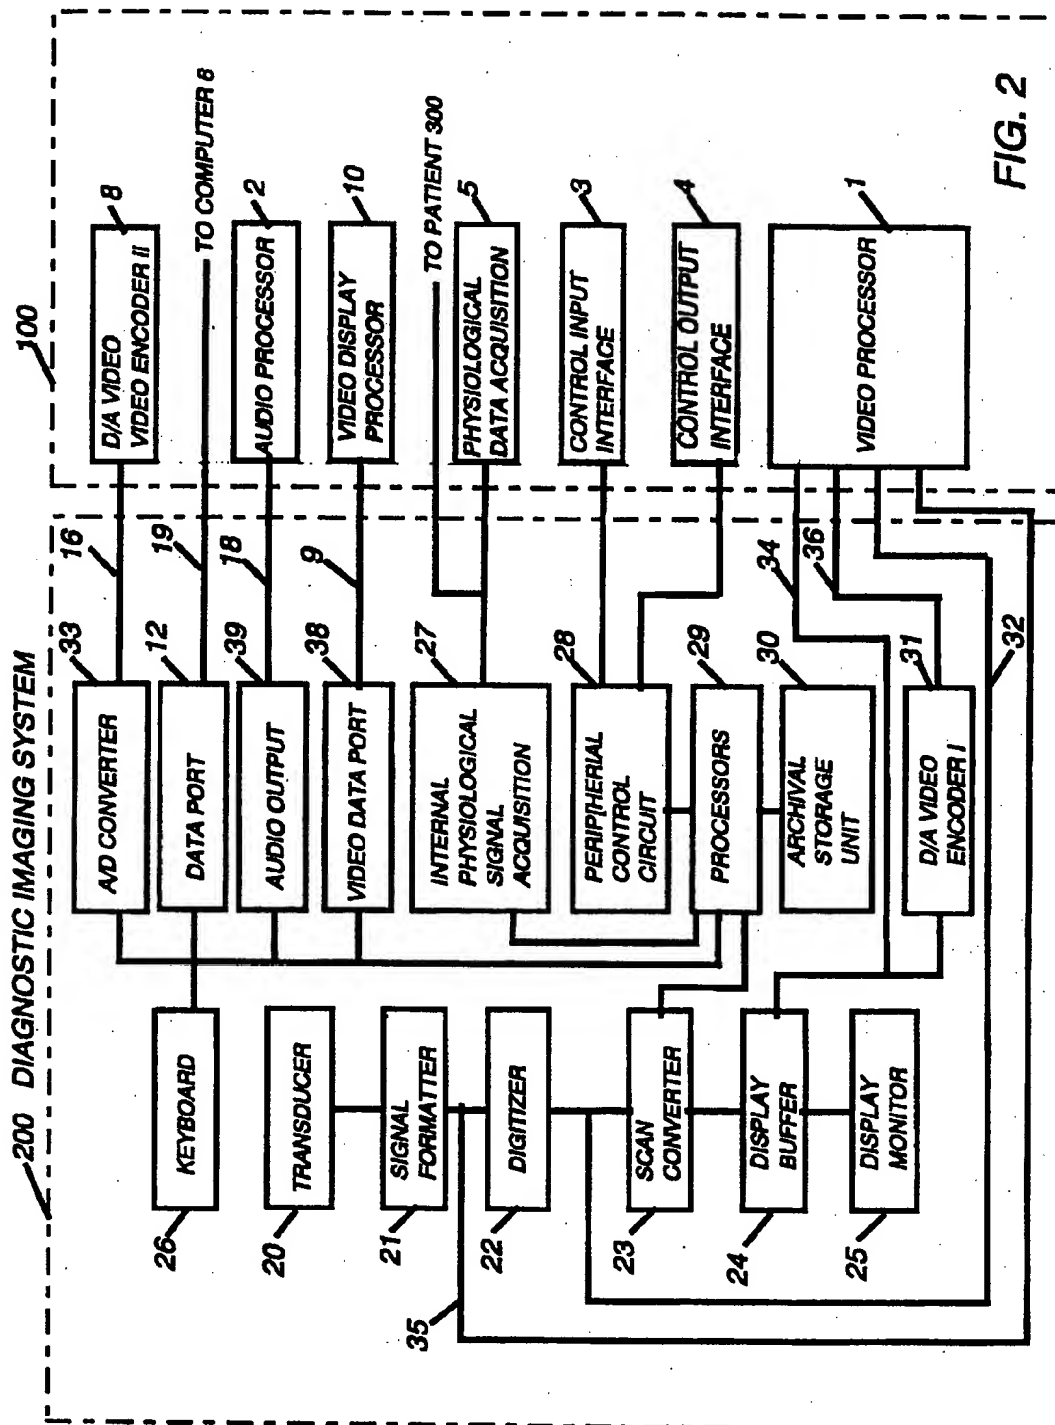 200 DIAGNOSTIC IMAGING SYSTEM
100
26
KEYBOARD
20
TRANSDUCER
21
SIGNAL
FORMATTER
35
22
DIGITIZER
23
SCAN
CONVERTER
24
DISPLAY
BUFFER
25
DISPLAY
MONITOR
33
A/D CONVERTER
12
DATA PORT
39
AUDIO OUTPUT
38
VIDEO DATA PORT
27
INTERNAL
PHYSIOLOGICAL
SIGNAL
ACQUISITION
28
PERIPHERIAL
CONTROL
CIRCUIT
29
PROCESSORS
30
ARCHIVAL
STORAGE
UNIT
31
D/A VIDEO
ENCODER I
32
16
19
18
9
34
36
8
D/A VIDEO
VIDEO ENCODER II
TO COMPUTER 6
2
AUDIO PROCESSOR
10
VIDEO DISPLAY
PROCESSOR
TO PATIENT 300
5
PHYSIOLOGICAL
DATA ACQUISITION
3
CONTROL INPUT
INTERFACE
4
CONTROL OUTPUT
INTERFACE
1
VIDEO PROCESSOR
FIG. 2